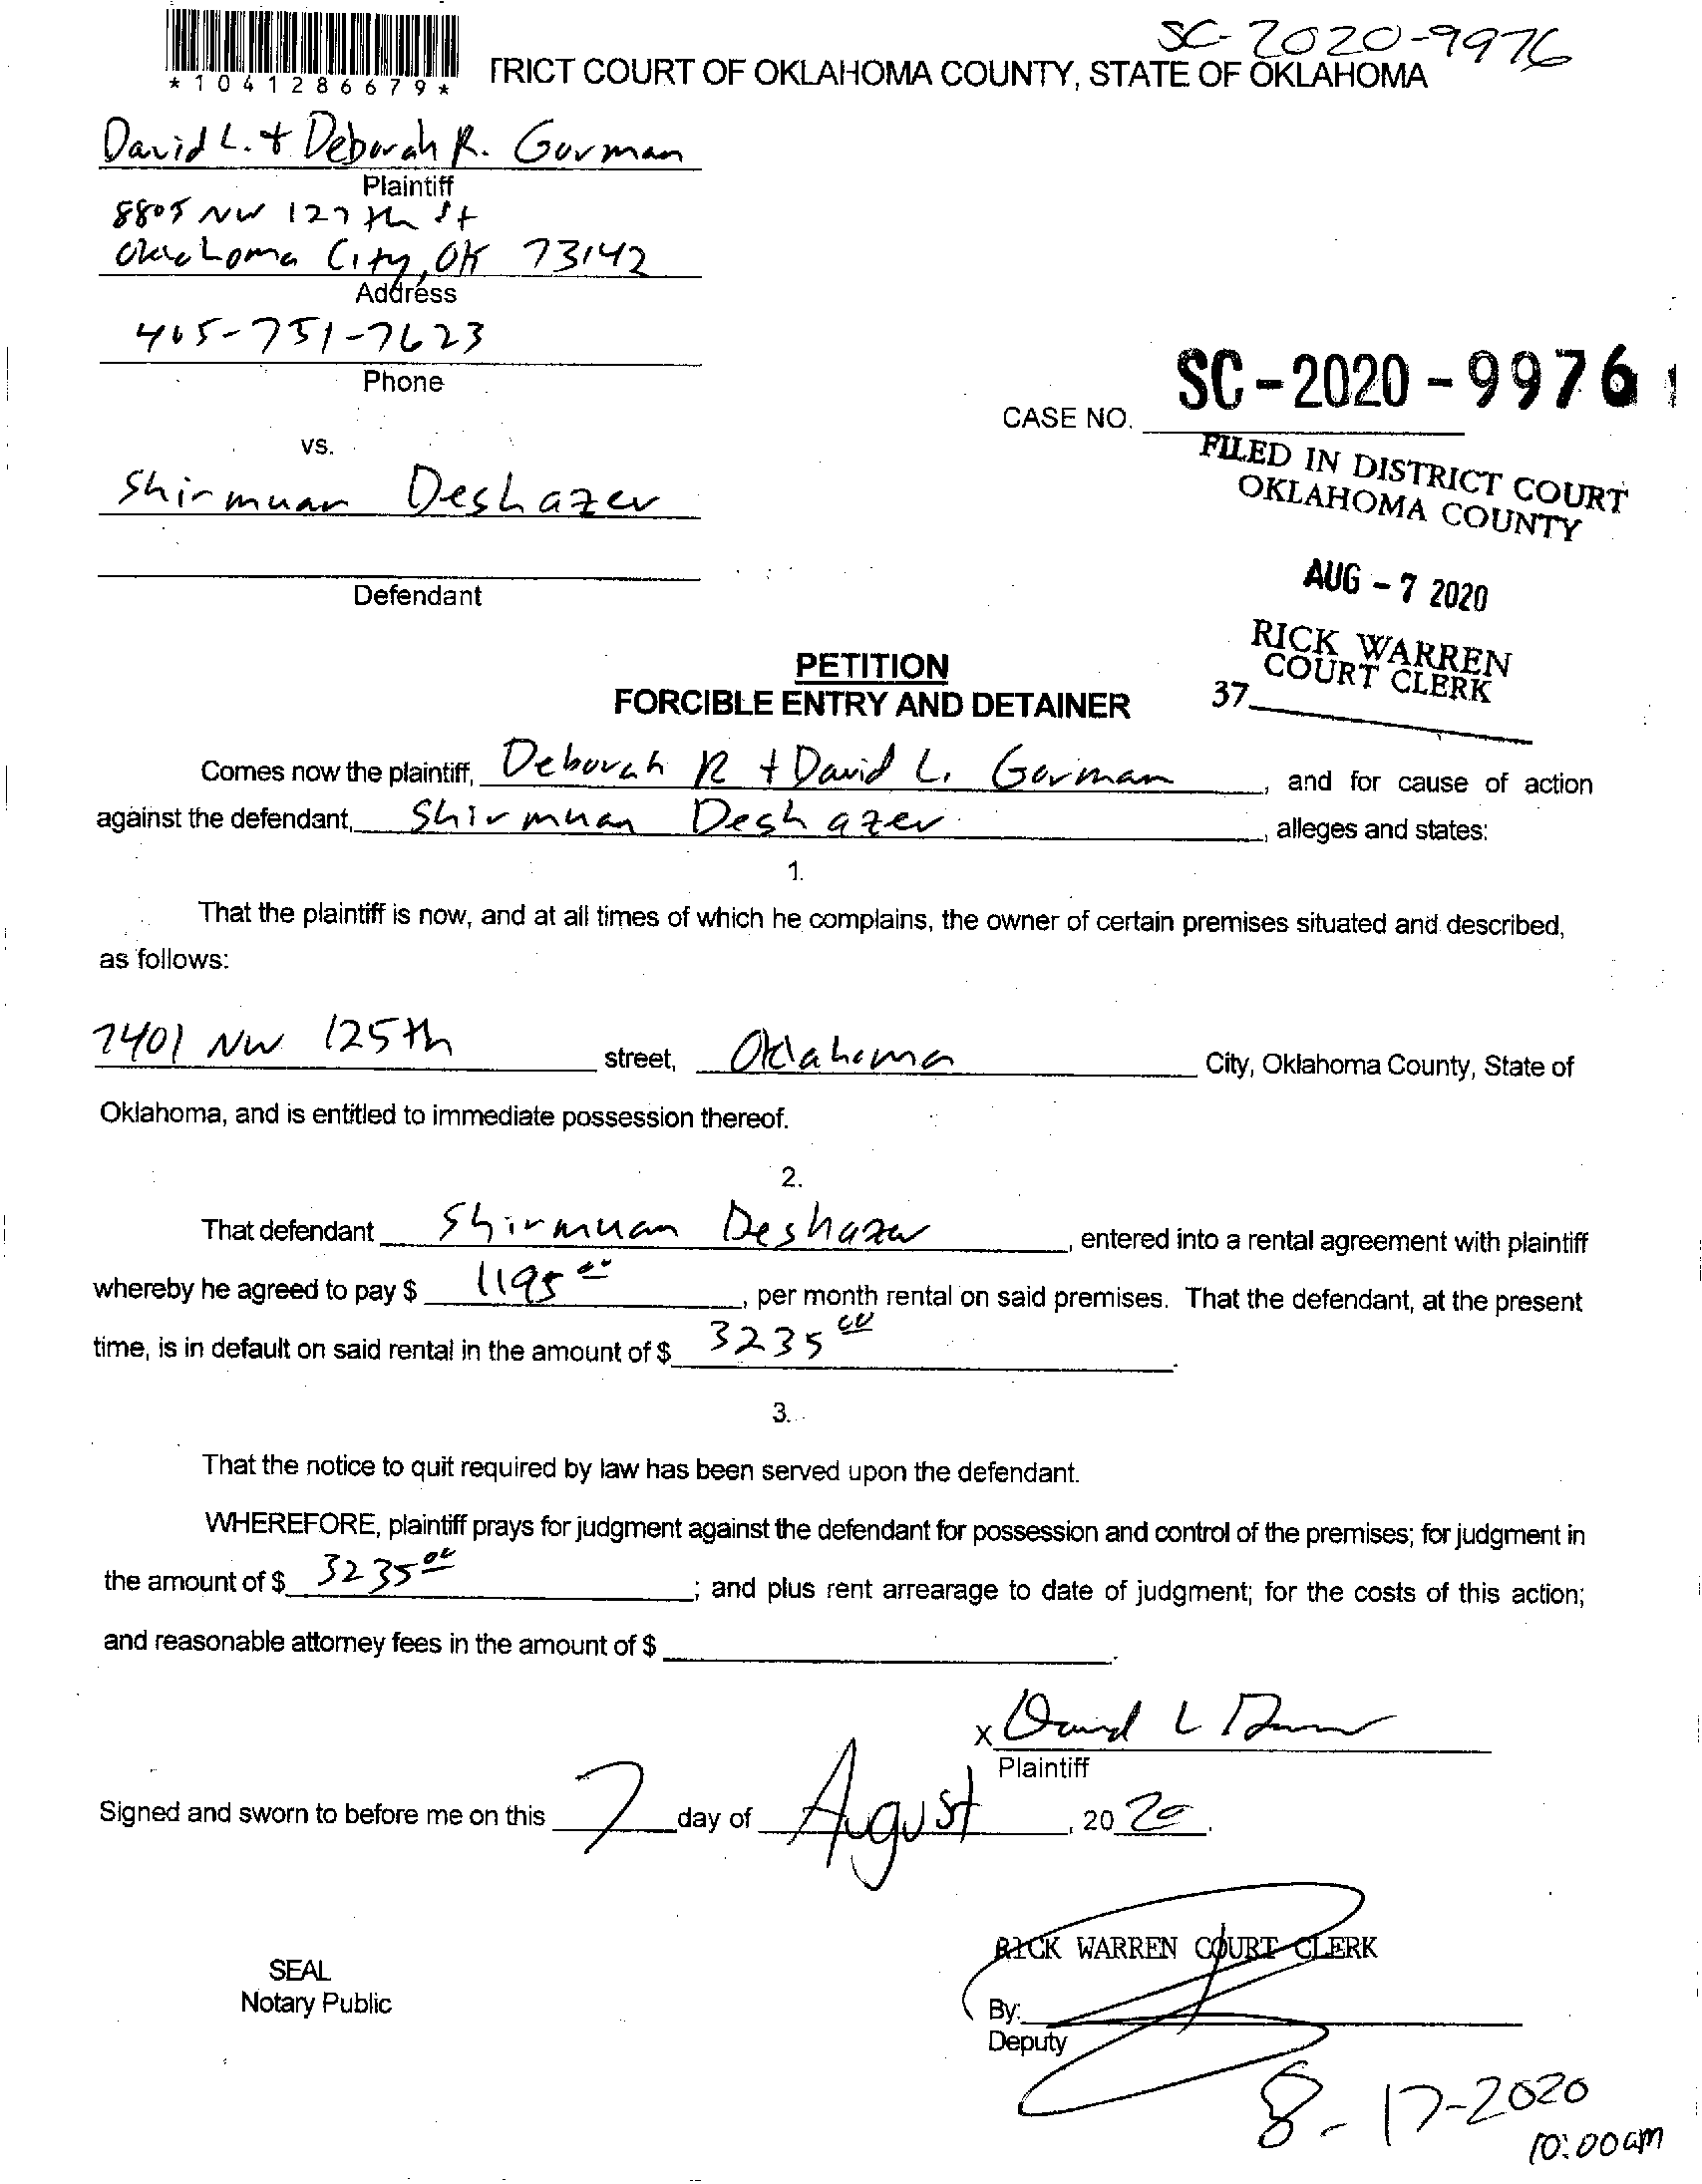 SC-2020-9976
*1041286679*
TRICT COURT OF OKLAHOMA COUNTY, STATE OF OKLAHOMA
David L. + Deborah R. Gorman
Plaintiff
8805 NW 127th St
Oklahoma City, OK 73142
Address
405-751-7623
Phone
SC-2020-9976
CASE NO.
vs.
FILED IN DISTRICT COURT
OKLAHOMA COUNTY
Shirmuan Deshazer
AUG - 7 2020
Defendant
RICK WARREN
COURT CLERK
37
PETITION
FORCIBLE ENTRY AND DETAINER
Comes now the plaintiff, Deborah R + David L. Gorman, and for cause of action
against the defendant, Shirmuan Deshazer, alleges and states:
1.
That the plaintiff is now, and at all times of which he complains, the owner of certain premises situated and described,
as follows:
7401 NW 125th street, Oklahoma City, Oklahoma County, State of
Oklahoma, and is entitled to immediate possession thereof.
2.
That defendant Shirmuan Deshazer, entered into a rental agreement with plaintiff
whereby he agreed to pay $ 1195 00, per month rental on said premises. That the defendant, at the present
time, is in default on said rental in the amount of $ 3235 00.
3.
That the notice to quit required by law has been served upon the defendant.
WHEREFORE, plaintiff prays for judgment against the defendant for possession and control of the premises; for judgment in
the amount of $ 3235 00; and plus rent arrearage to date of judgment; for the costs of this action;
and reasonable attorney fees in the amount of $ .
x David L
Plaintiff
Signed and sworn to before me on this 7 day of Agust, 2020.
RICK WARREN COURT CLERK
SEAL
Notary Public
By:
Deputy
8-17-2020
10:00am